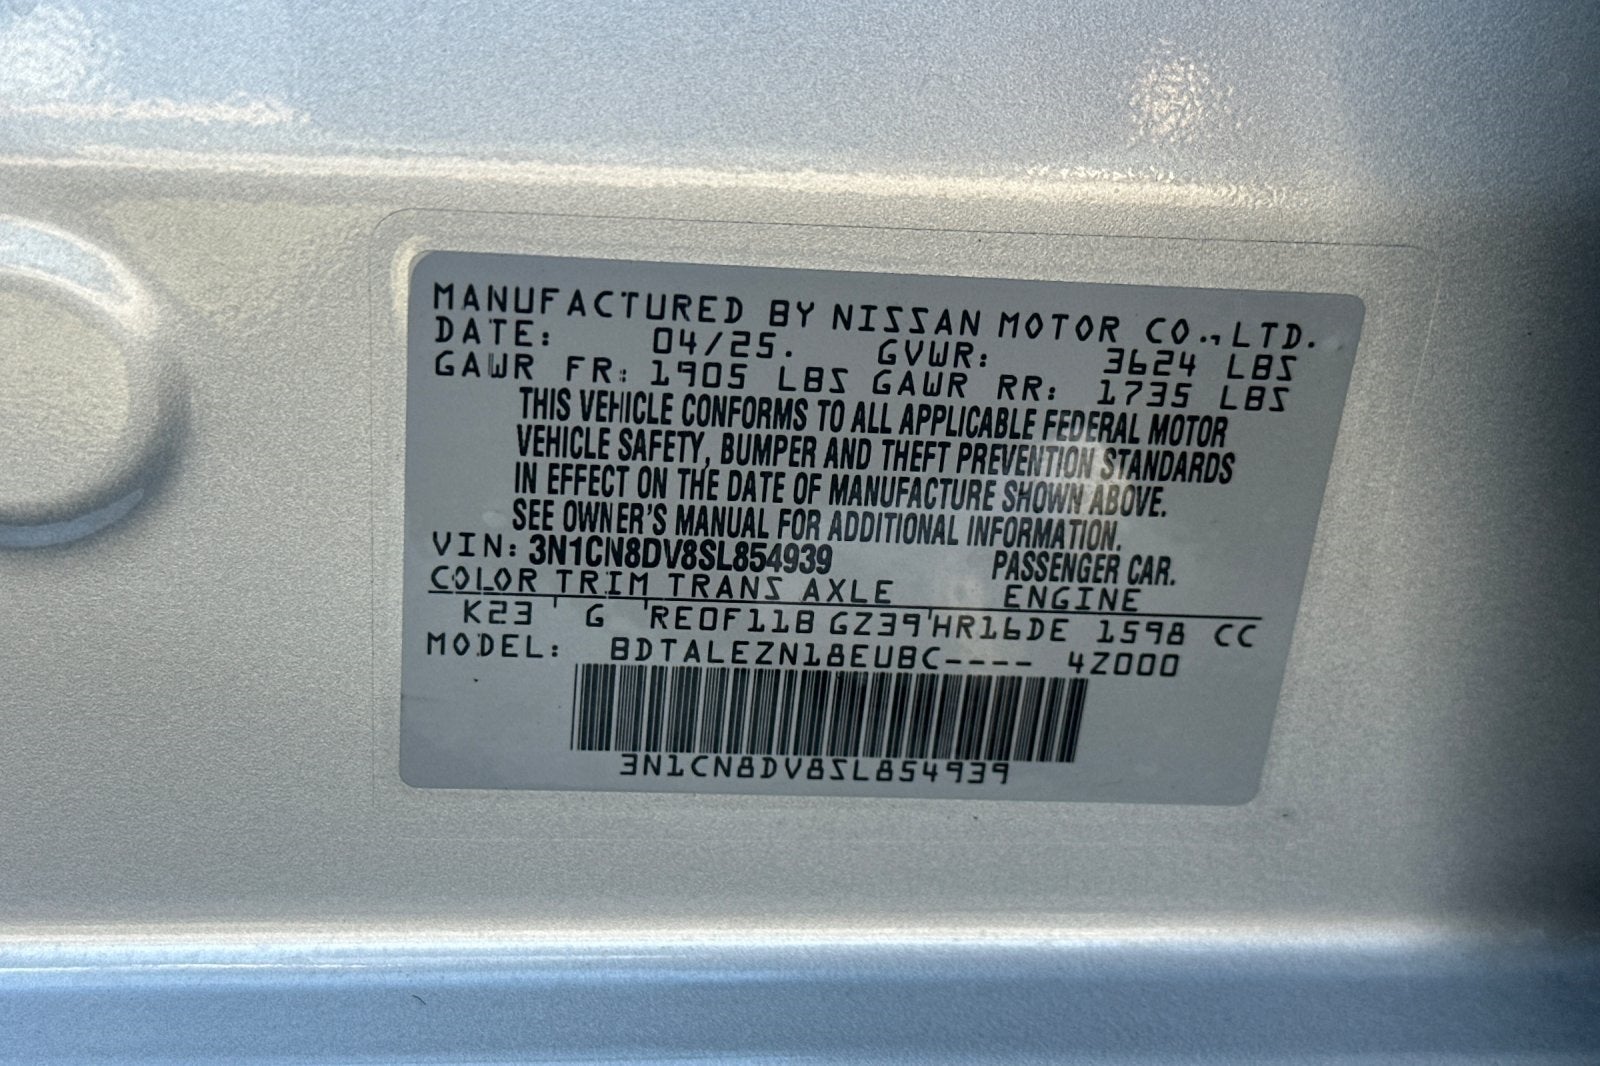 MANUFACTURED BY NISSAN MOTOR CO., LTD.
DATE: 04/25. GVWR: 3624 LBS
GAWR FR: 1905 LBS GAWR RR: 1735 LBS
THIS VEHICLE CONFORMS TO ALL APPLICABLE FEDERAL MOTOR
VEHICLE SAFETY, BUMPER AND THEFT PREVENTION STANDARDS
IN EFFECT ON THE DATE OF MANUFACTURE SHOWN ABOVE.
SEE OWNER'S MANUAL FOR ADDITIONAL INFORMATION.
VIN: 3N1CN8DV8SL854939 PASSENGER CAR.
COLOR TRIM TRANS AXLE ENGINE
K23 ' G 'RE0F11B GZ39'HR16DE 1598 CC
MODEL: BDTALEZN18EUBC---- 4Z000
3N1CN8DV8SL854939